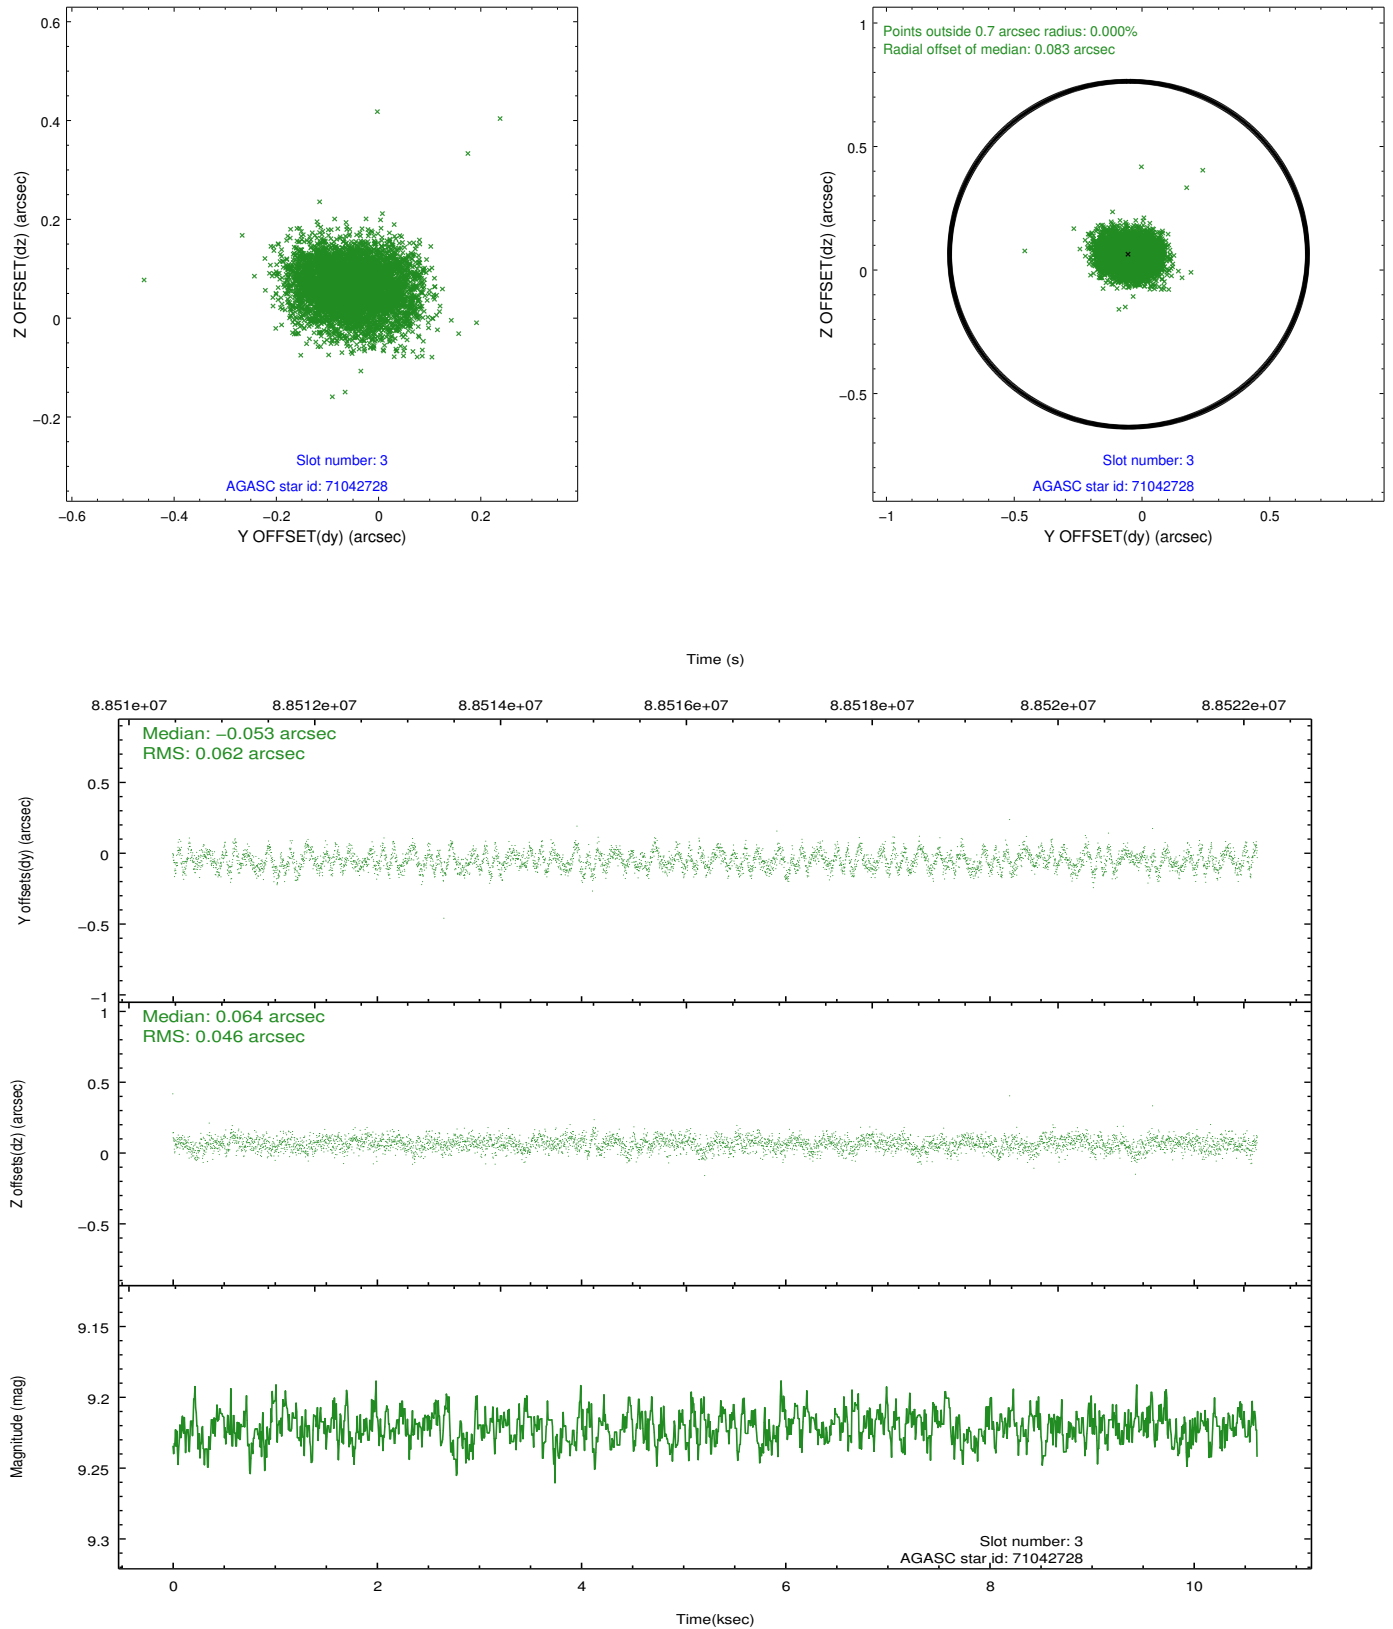 0.6
0.4
0.2
0
−0.2
Z OFFSET(dz) (arcsec)
Slot number: 3
AGASC star id: 71042728
−0.6 −0.4 −0.2 0 0.2
Y OFFSET(dy) (arcsec)
Points outside 0.7 arcsec radius: 0.000%
Radial offset of median: 0.083 arcsec
1
0.5
0
−0.5
Z OFFSET(dz) (arcsec)
Slot number: 3
AGASC star id: 71042728
−1 −0.5 0 0.5
Y OFFSET(dy) (arcsec)
Time (s)
8.851e+07 8.8512e+07 8.8514e+07 8.8516e+07 8.8518e+07 8.852e+07 8.8522e+07
Median: −0.053 arcsec
RMS: 0.062 arcsec
0.5
0
−0.5
−1
Y offsets(dy) (arcsec)
Median: 0.064 arcsec
RMS: 0.046 arcsec
1
0.5
0
−0.5
Z offsets(dz) (arcsec)
9.15
9.2
9.25
9.3
Magnitude (mag)
Slot number: 3
AGASC star id: 71042728
0 2 4 6 8 10
Time(ksec)